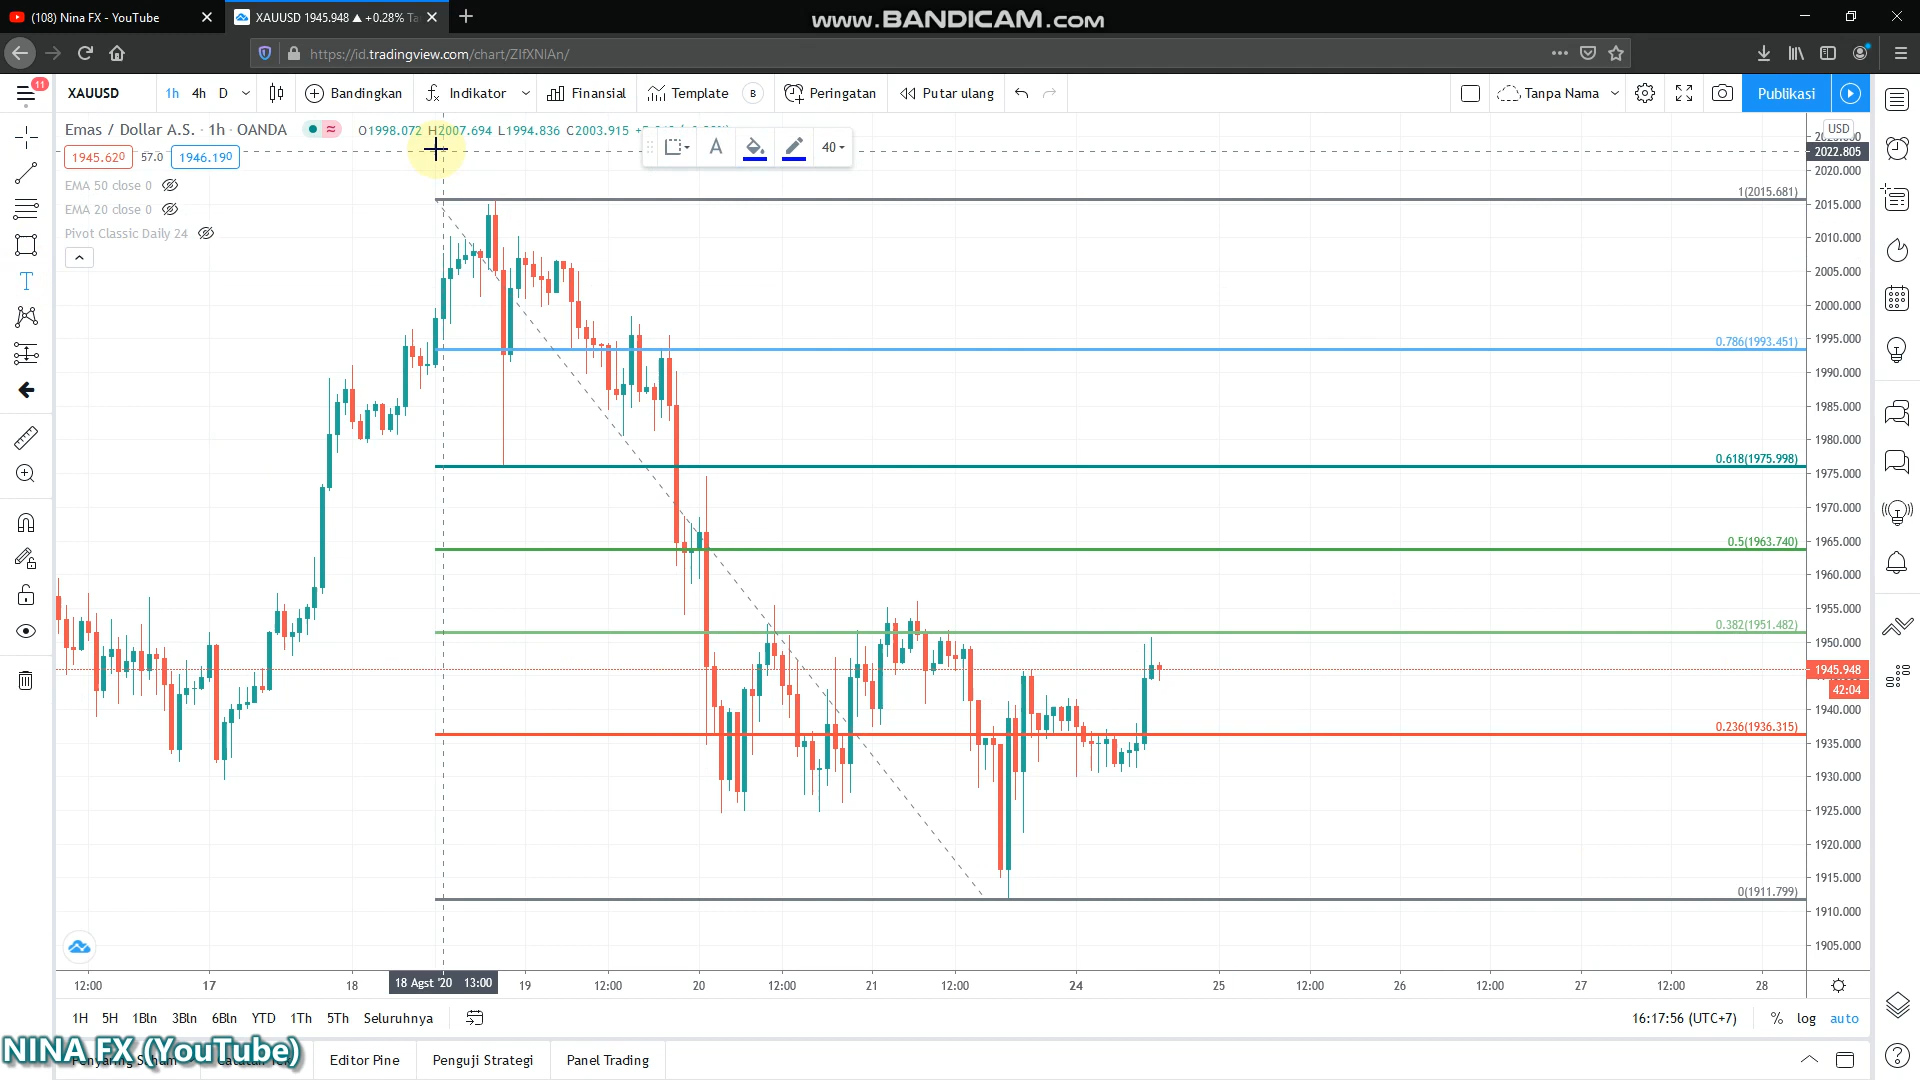 (108) Nina FX - YouTube
XAUUSD 1945.948 ▲ +0.28% Ta
www.BANDICAM.com
https://id.tradingview.com/chart/ZIfXNIAn/
11
XAUUSD
1h
4h
D
Bandingkan
Indikator
Finansial
Template
B
Peringatan
Putar ulang
Tanpa Nama
Publikasi
Emas / Dollar A.S. · 1h · OANDA
O1998.072 H2007.694 L1994.836 C2003.915
1945.620
57.0
1946.190
EMA 50 close 0
EMA 20 close 0
Pivot Classic Daily 24
40
USD
2022.805
2020.000
2015.000
2010.000
2005.000
2000.000
1995.000
1990.000
1985.000
1980.000
1975.000
1970.000
1965.000
1960.000
1955.000
1950.000
1945.948
42:04
1940.000
1935.000
1930.000
1925.000
1920.000
1915.000
1910.000
1905.000
1(2015.681)
0.786(1993.451)
0.618(1975.998)
0.5(1963.740)
0.382(1951.482)
0.236(1936.315)
0(1911.799)
12:00
17
18
18 Agst '20 13:00
19
12:00
20
12:00
21
12:00
24
25
12:00
26
12:00
27
12:00
28
1H
5H
1Bln
3Bln
6Bln
YTD
1Th
5Th
Seluruhnya
16:17:56 (UTC+7)
%
log
auto
NINA FX (YouTube)
Editor Pine
Penguji Strategi
Panel Trading